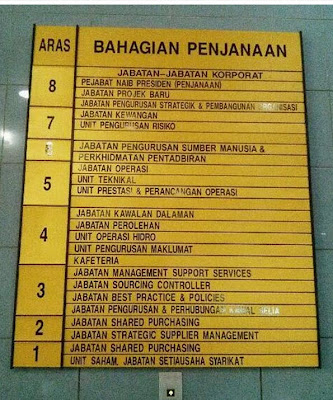 ARAS BAHAGIAN PENJANAAN
JABATAN-JABATAN KORPORAT
8 PEJABAT NAIB PRESIDEN (PENJANAAN)
JABATAN PROJEK BARU
JABATAN PENGURUSAN STRATEGIK & PEMBANGUNAN
7 JABATAN KEWANGAN
UNIT PENGURUSAN RISIKO
JABATAN PENGURUSAN SUMBER MANUSIA &
PERKHIDMATAN PENTADBIRAN
5 JABATAN OPERASI
UNIT TEKNIKAL
UNIT PRESTASI & PERANCANGAN OPERASI
JABATAN KAWALAN DALAMAN
4 JABATAN PEROLEHAN
UNIT OPERASI HIDRO
UNIT PENGURUSAN MAKLUMAT
KAFETERIA
3 JABATAN MANAGEMENT SUPPORT SERVICES
JABATAN SOURCING CONTROLLER
JABATAN BEST PRACTICE & POLICIES
JABATAN PENGURUSAN & PERHUBUNGAN
2 JABATAN SHARED PURCHASING
JABATAN STRATEGIC SUPPLIER MANAGEMENT
1 JABATAN SHARED PURCHASING
UNIT SAHAM, JABATAN SETIAUSAHA SYARIKAT